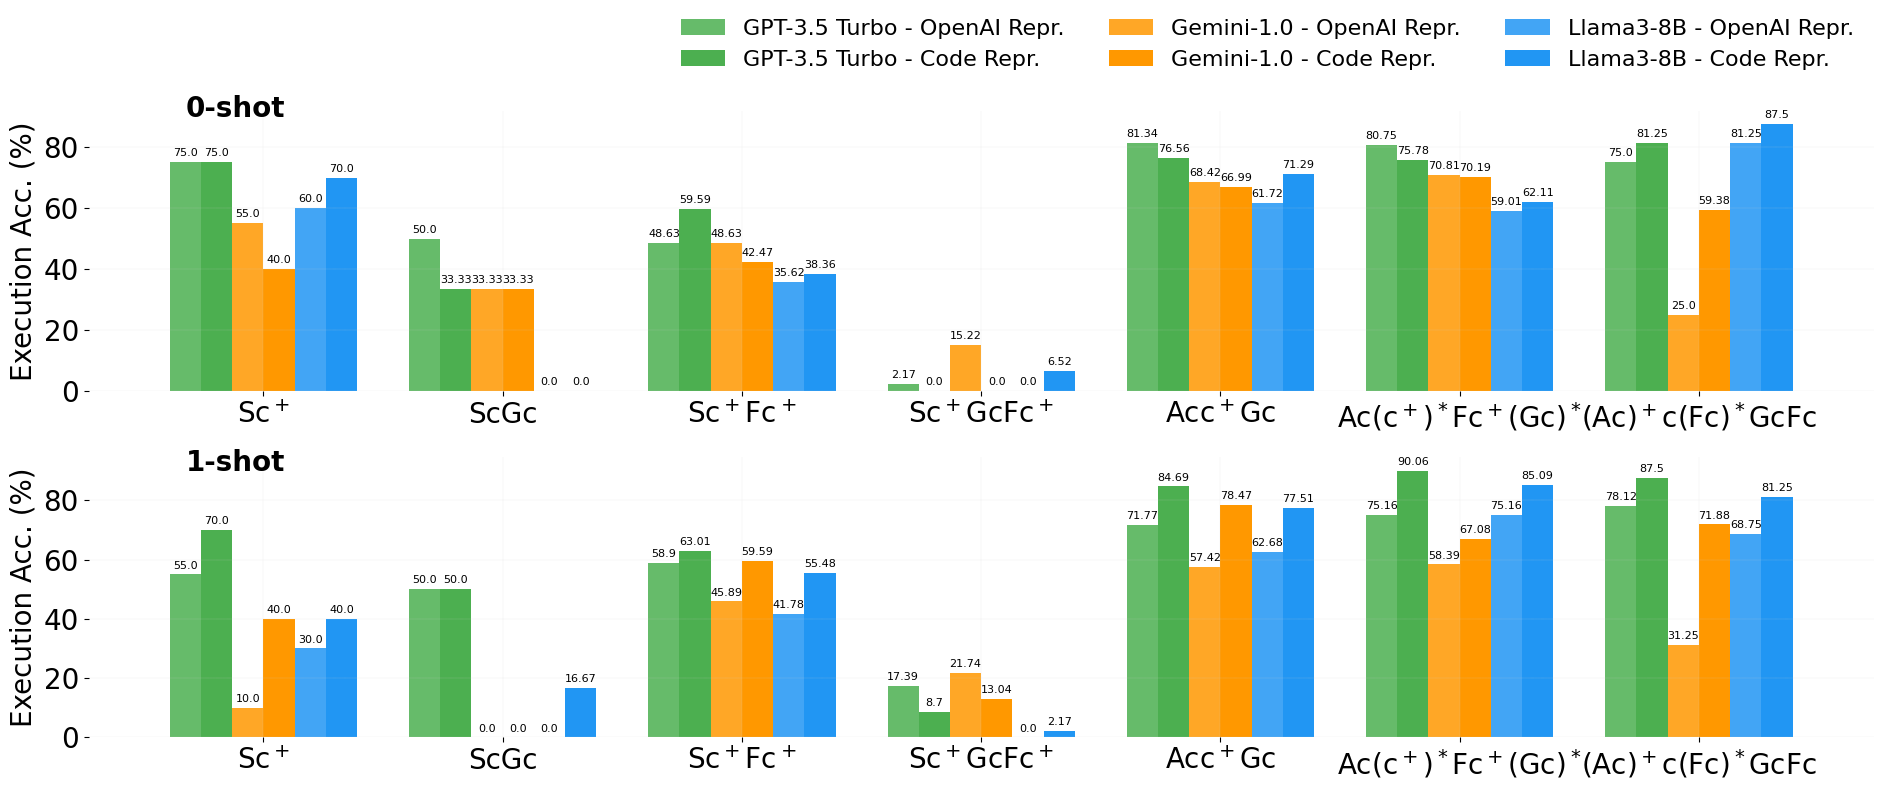 GPT-3.5 Turbo - OpenAI Repr. Gemini-1.0 - OpenAI Repr. Llama3-8B - OpenAI Repr.
GPT-3.5 Turbo - Code Repr. Gemini-1.0 - Code Repr. Llama3-8B - Code Repr.
0-shot
Execution Acc. (%)
80
60
40
20
0
75.0 75.0 55.0 40.0 60.0 70.0
50.0 33.33 33.33 33.33 0.0 0.0
48.63 59.59 48.63 42.47 35.62 38.36
2.17 0.0 15.22 0.0 0.0 6.52
81.34 76.56 68.42 66.99 61.72 71.29
80.75 75.78 70.81 70.19 59.01 62.11
75.0 81.25 25.0 59.38 81.25 87.5
Sc⁺ ScGc Sc⁺Fc⁺ Sc⁺GcFc⁺ Acc⁺Gc Ac(c⁺)*Fc⁺(Gc)* (Ac)⁺c(Fc)*GcFc
1-shot
Execution Acc. (%)
80
60
40
20
0
55.0 70.0 10.0 40.0 30.0 40.0
50.0 50.0 0.0 0.0 0.0 16.67
58.9 63.01 45.89 59.59 41.78 55.48
17.39 8.7 21.74 13.04 0.0 2.17
71.77 84.69 57.42 78.47 62.68 77.51
75.16 90.06 58.39 67.08 75.16 85.09
78.12 87.5 31.25 71.88 68.75 81.25
Sc⁺ ScGc Sc⁺Fc⁺ Sc⁺GcFc⁺ Acc⁺Gc Ac(c⁺)*Fc⁺(Gc)* (Ac)⁺c(Fc)*GcFc